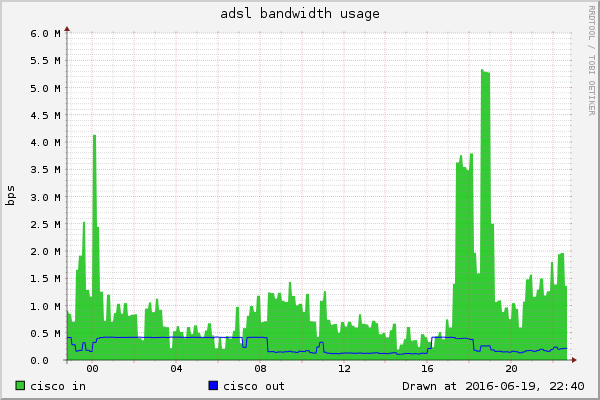 adsl bandwidth usage
RRDTOOL / TOBI OETIKER
bps
6.0 M
5.5 M
5.0 M
4.5 M
4.0 M
3.5 M
3.0 M
2.5 M
2.0 M
1.5 M
1.0 M
0.5 M
0.0
00 04 08 12 16 20
cisco in cisco out Drawn at 2016-06-19, 22:40